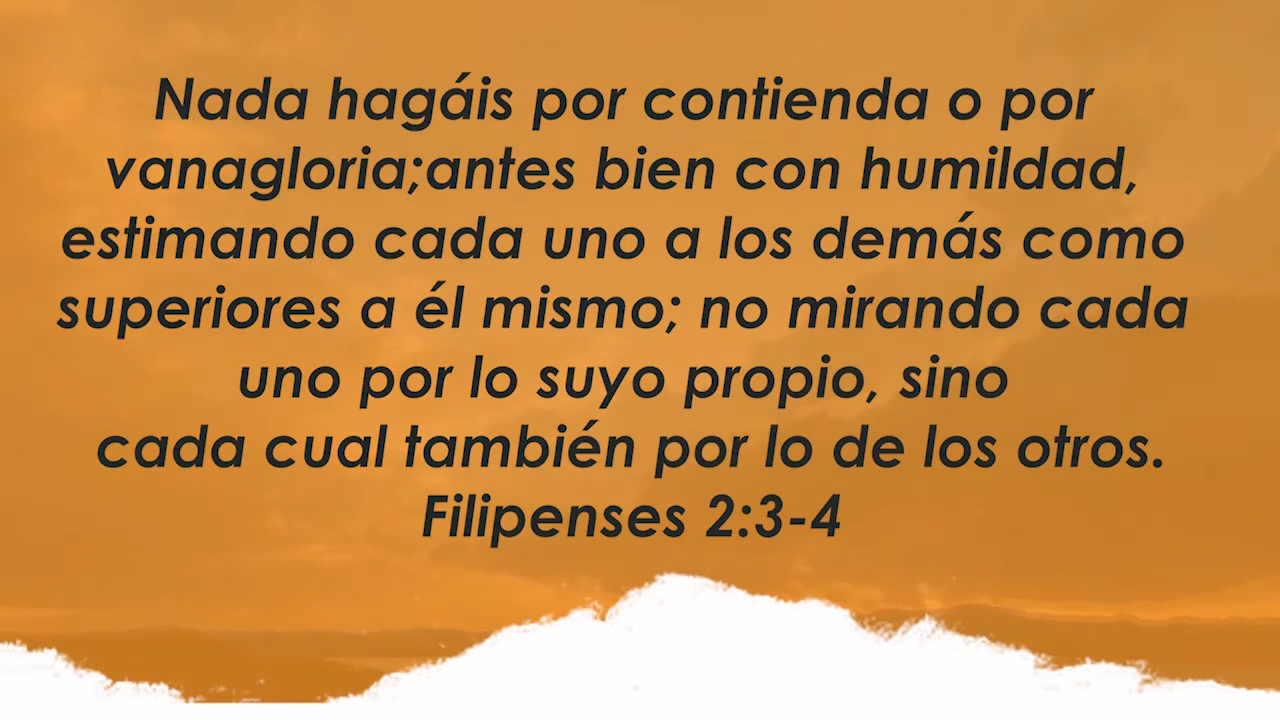 Nada hagáis por contienda o por
vanagloria;antes bien con humildad,
estimando cada uno a los demás como
superiores a él mismo; no mirando cada
uno por lo suyo propio, sino
cada cual también por lo de los otros.
Filipenses 2:3-4